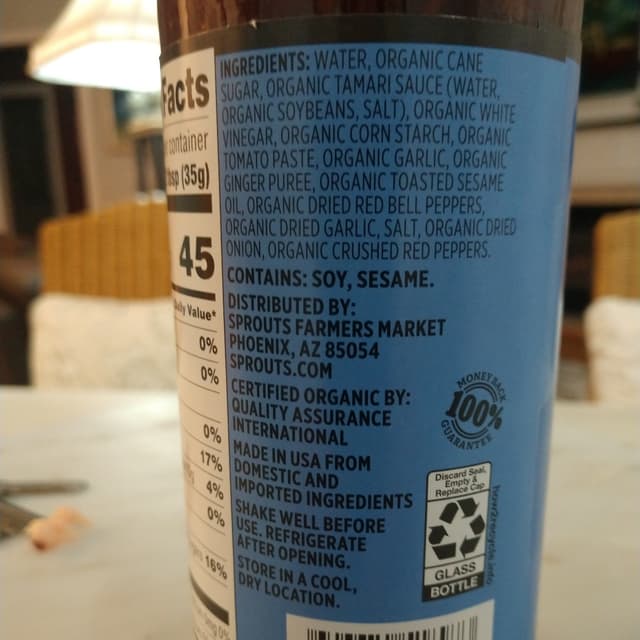 Facts
container
(35g)
45
Value*
0%
0%
0%
17%
4%
0%
16%
INGREDIENTS: WATER, ORGANIC CANE
SUGAR, ORGANIC TAMARI SAUCE (WATER,
ORGANIC SOYBEANS, SALT), ORGANIC WHITE
VINEGAR, ORGANIC CORN STARCH, ORGANIC
TOMATO PASTE, ORGANIC GARLIC, ORGANIC
GINGER PUREE, ORGANIC TOASTED SESAME
OIL, ORGANIC DRIED RED BELL PEPPERS,
ORGANIC DRIED GARLIC, SALT, ORGANIC DRIED
ONION, ORGANIC CRUSHED RED PEPPERS.
CONTAINS: SOY, SESAME.
DISTRIBUTED BY:
SPROUTS FARMERS MARKET
PHOENIX, AZ 85054
SPROUTS.COM
CERTIFIED ORGANIC BY:
QUALITY ASSURANCE
INTERNATIONAL
MADE IN USA FROM
DOMESTIC AND
IMPORTED INGREDIENTS
SHAKE WELL BEFORE
USE. REFRIGERATE
AFTER OPENING.
STORE IN A COOL,
DRY LOCATION.
MONEY BACK
100%
GUARANTEE
Discard Seal,
Empty &
Replace Cap
GLASS
BOTTLE
how2recycle.info